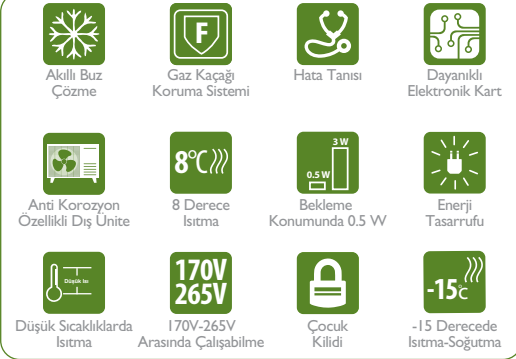 F
Akıllı Buz
Çözme
Gaz Kaçağı
Koruma Sistemi
Hata Tanısı
Dayanıklı
Elektronik Kart
8°C
0.5 W
3 W
Anti Korozyon
Özellikli Dış Ünite
8 Derece
Isıtma
Bekleme
Konumunda 0.5 W
Enerji
Tasarrufu
Düşük Isı
170V
265V
-15°C
Düşük Sıcaklıklarda
Isıtma
170V-265V
Arasında Çalışabilme
Çocuk
Kilidi
-15 Derecede
Isıtma-Soğutma